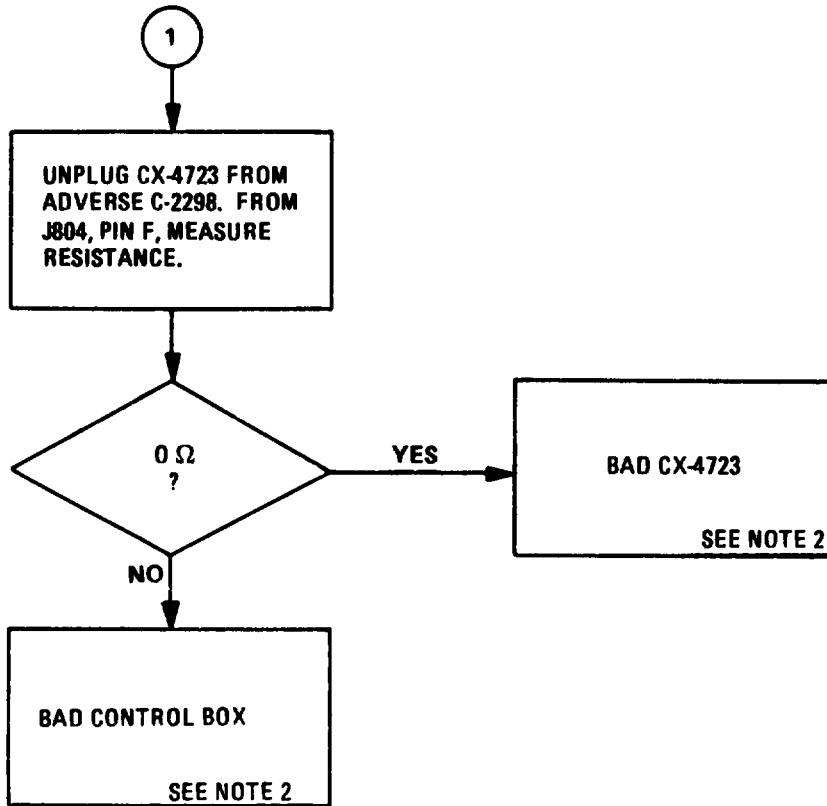 1
UNPLUG CX-4723 FROM
ADVERSE C-2298. FROM
J804, PIN F, MEASURE
RESISTANCE.
0 Ω
?
YES
BAD CX-4723
SEE NOTE 2
NO
BAD CONTROL BOX
SEE NOTE 2